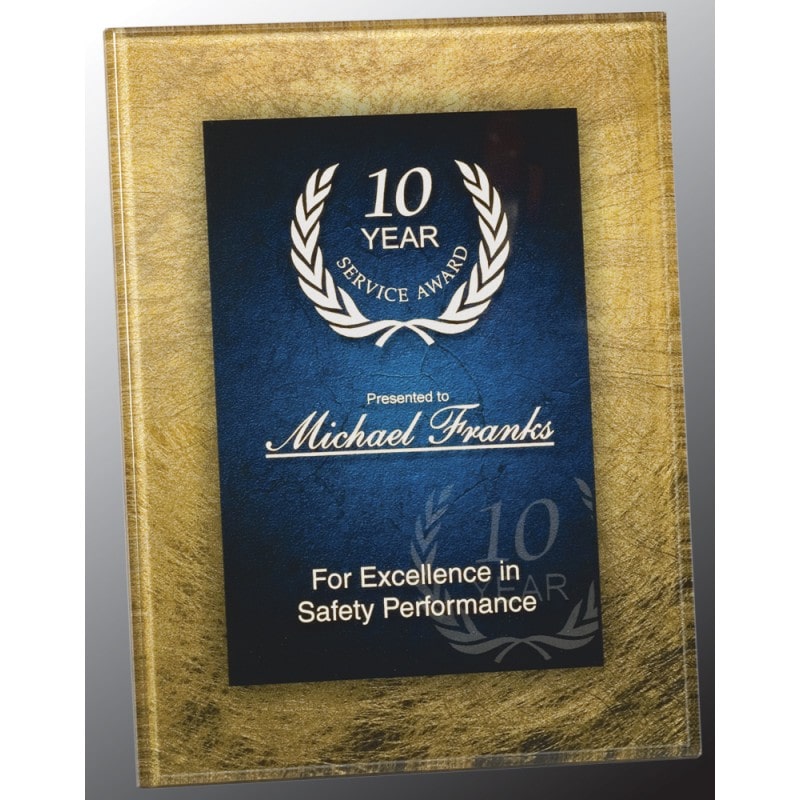 10
YEAR
SERVICE AWARD
Presented to
Michael Franks
10
YEAR
For Excellence in
Safety Performance